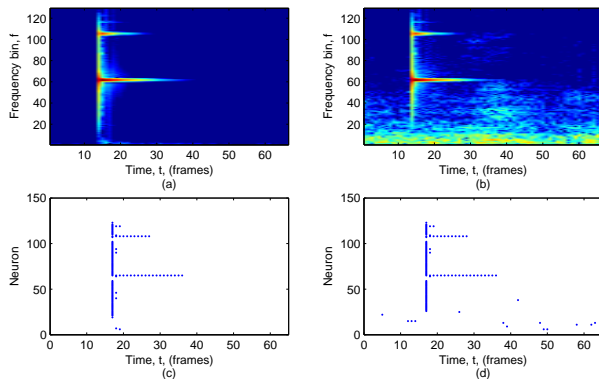 120
100
80
60
40
20
Frequency bin, f
10 20 30 40 50 60
Time, t, (frames)
(a)
120
100
80
60
40
20
Frequency bin, f
10 20 30 40 50 60
Time, t, (frames)
(b)
150
100
50
0
Neuron
0 10 20 30 40 50 60
Time, t, (frames)
(c)
150
100
50
0
Neuron
0 10 20 30 40 50 60
Time, t, (frames)
(d)